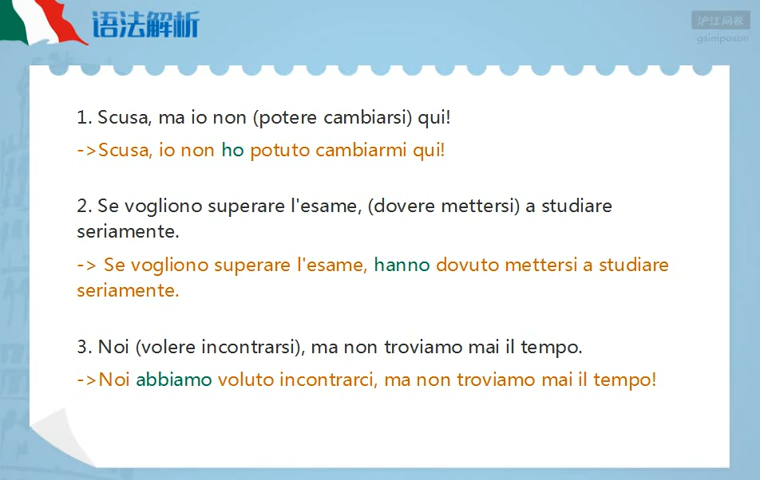 语法解析
沪江网校
gsimposon
1. Scusa, ma io non (potere cambiarsi) qui!
->Scusa, io non ho potuto cambiarmi qui!
2. Se vogliono superare l'esame, (dovere mettersi) a studiare
seriamente.
-> Se vogliono superare l'esame, hanno dovuto mettersi a studiare
seriamente.
3. Noi (volere incontrarsi), ma non troviamo mai il tempo.
->Noi abbiamo voluto incontrarci, ma non troviamo mai il tempo!